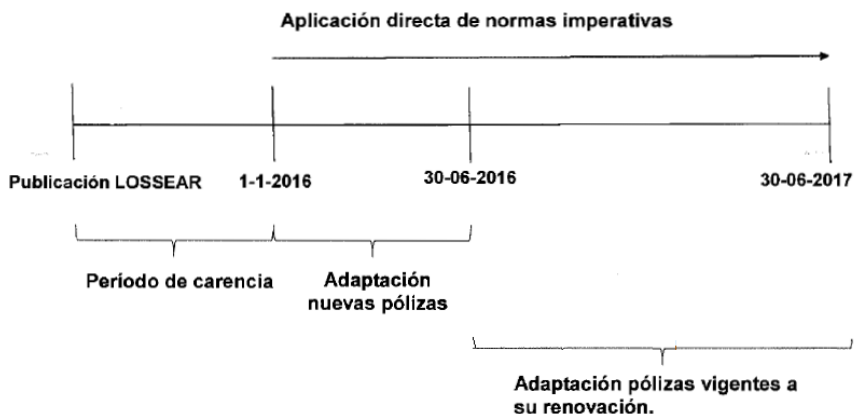 Aplicación directa de normas imperativas
Publicación LOSSEAR
1-1-2016
30-06-2016
30-06-2017
Período de carencia
Adaptación
nuevas pólizas
Adaptación pólizas vigentes a
su renovación.